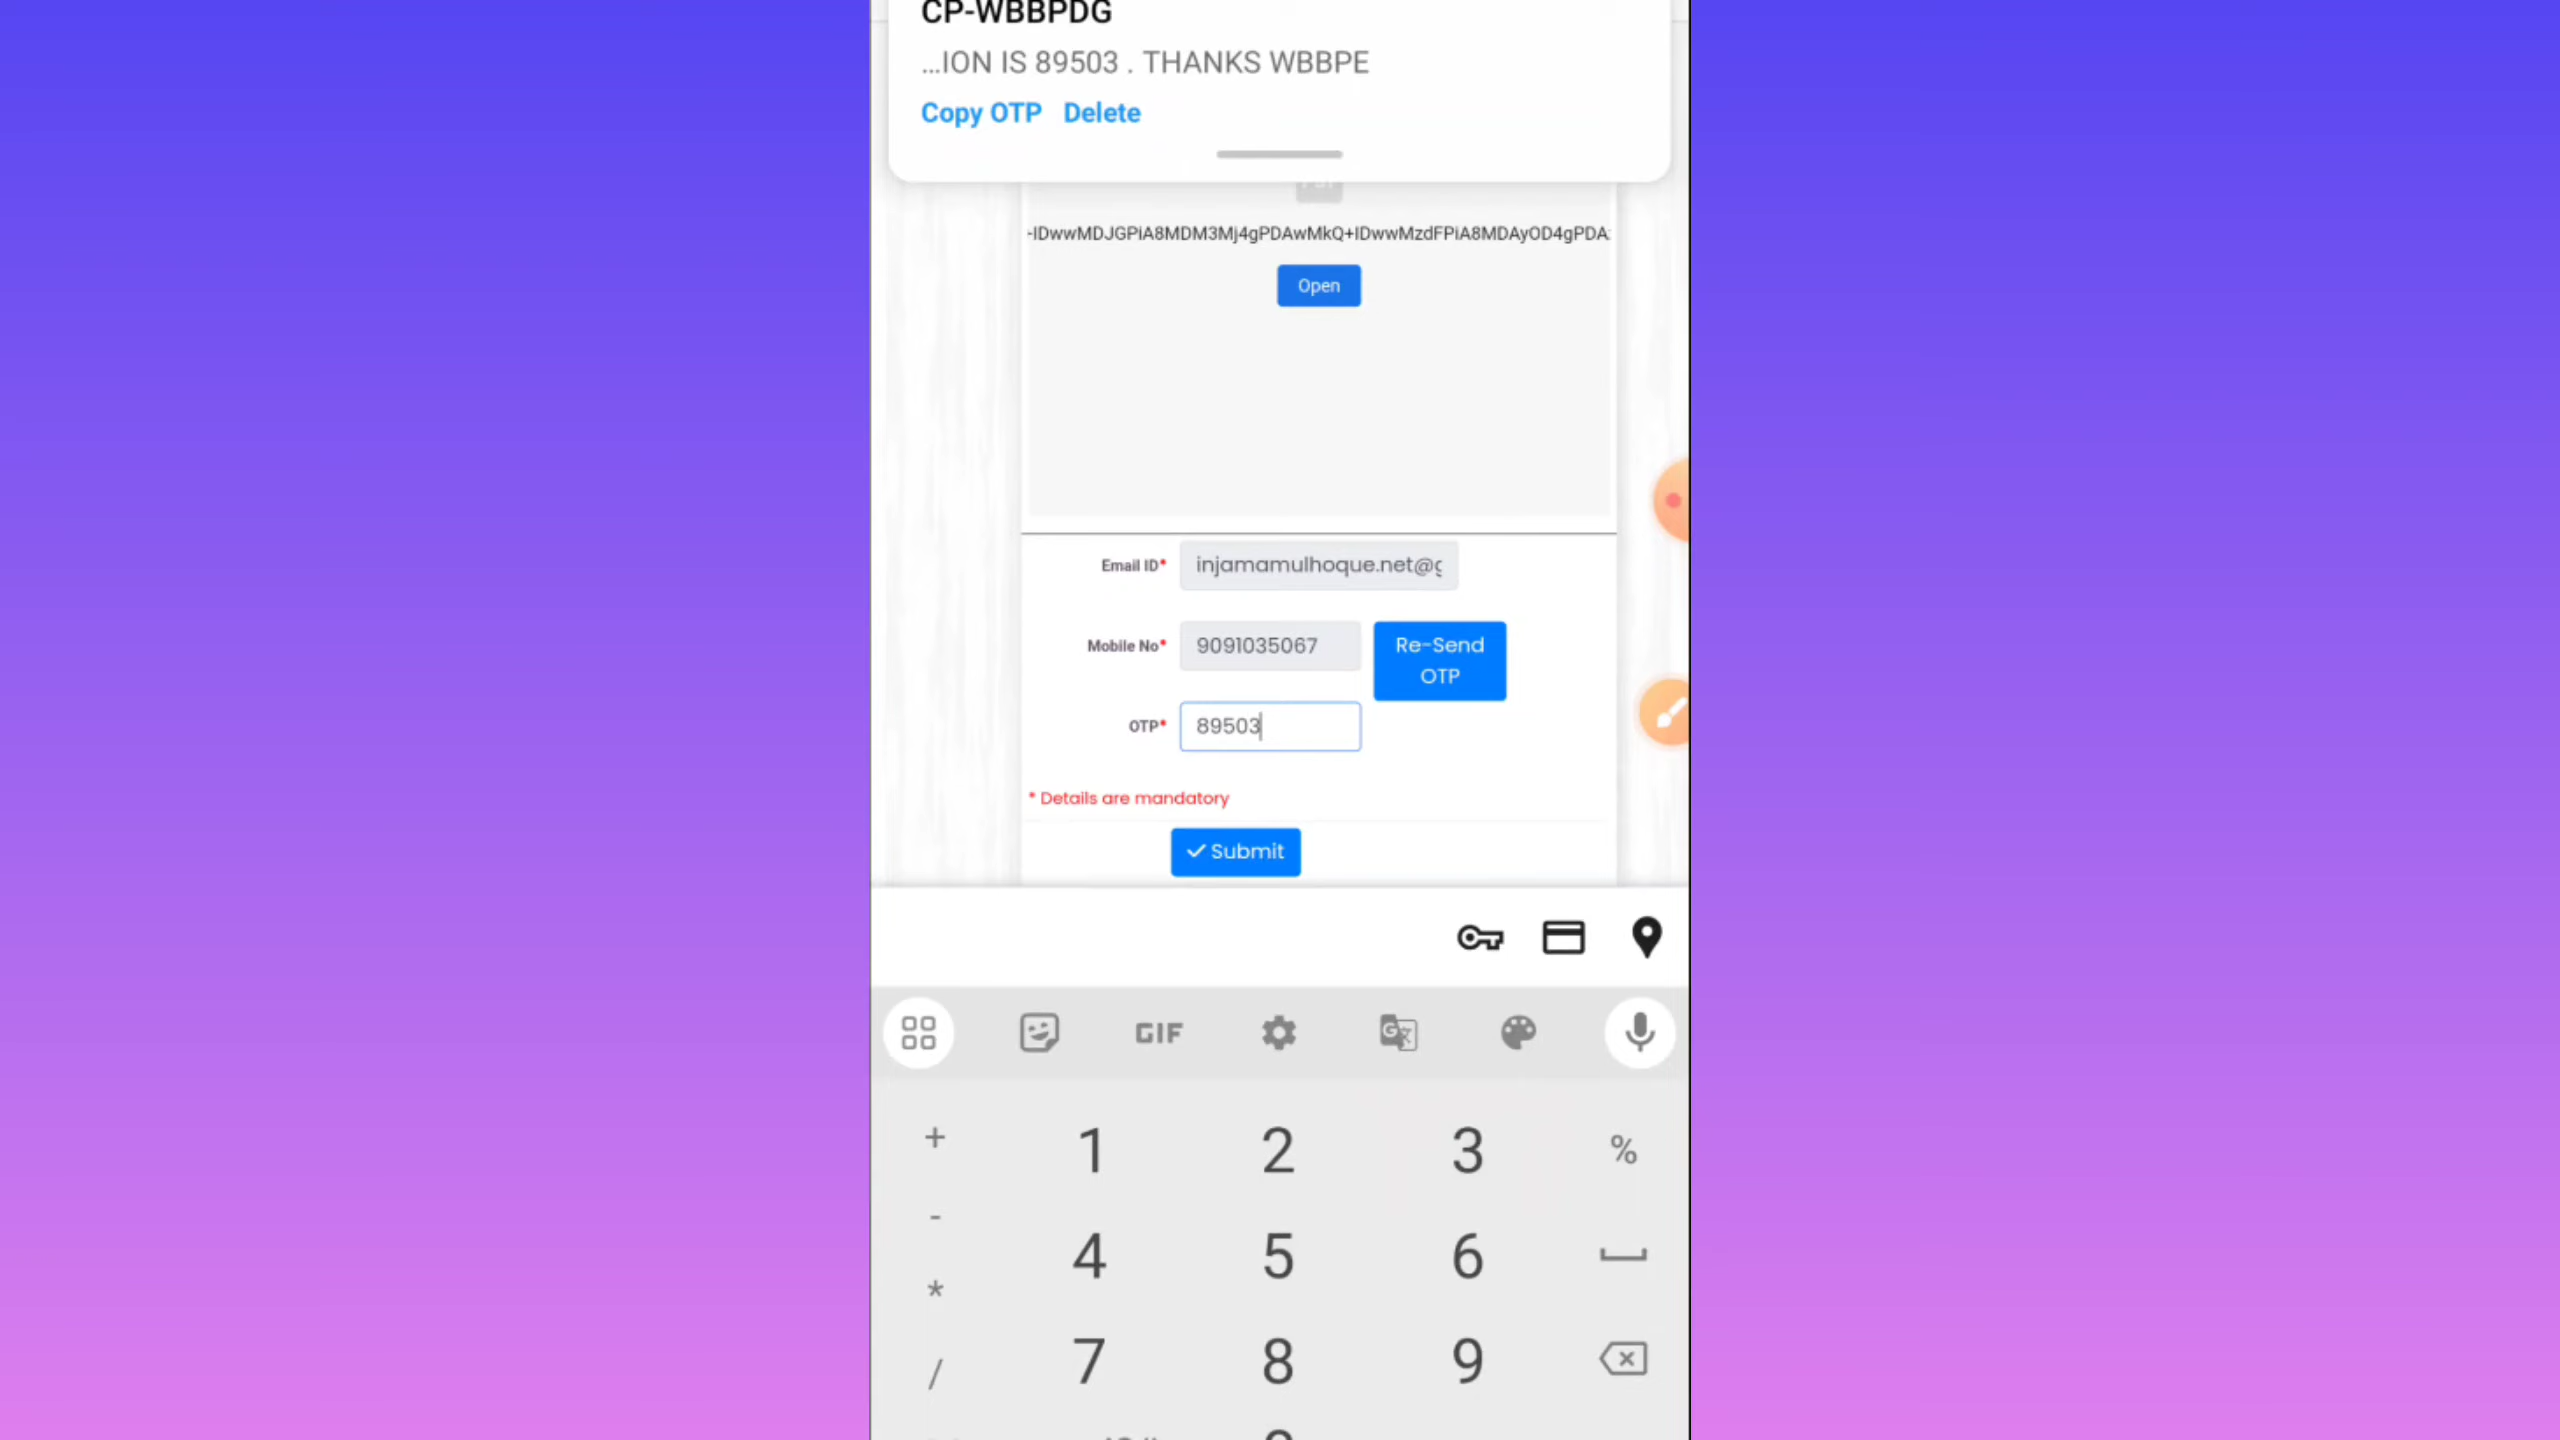 CP-WBBPDG
...ION IS 89503 . THANKS WBBPE
Copy OTP Delete
-IDwwMDJGPiA8MDM3Mj4gPDAwMkQ+IDwwMzdFPiA8MDAyOD4gPDA
Open
Email ID* injamamulhoque.net@g
Mobile No* 9091035067 Re-Send
OTP
OTP* 89503
* Details are mandatory
Submit
GIF
+ 1 2 3 %
- 4 5 6
*
/ 7 8 9